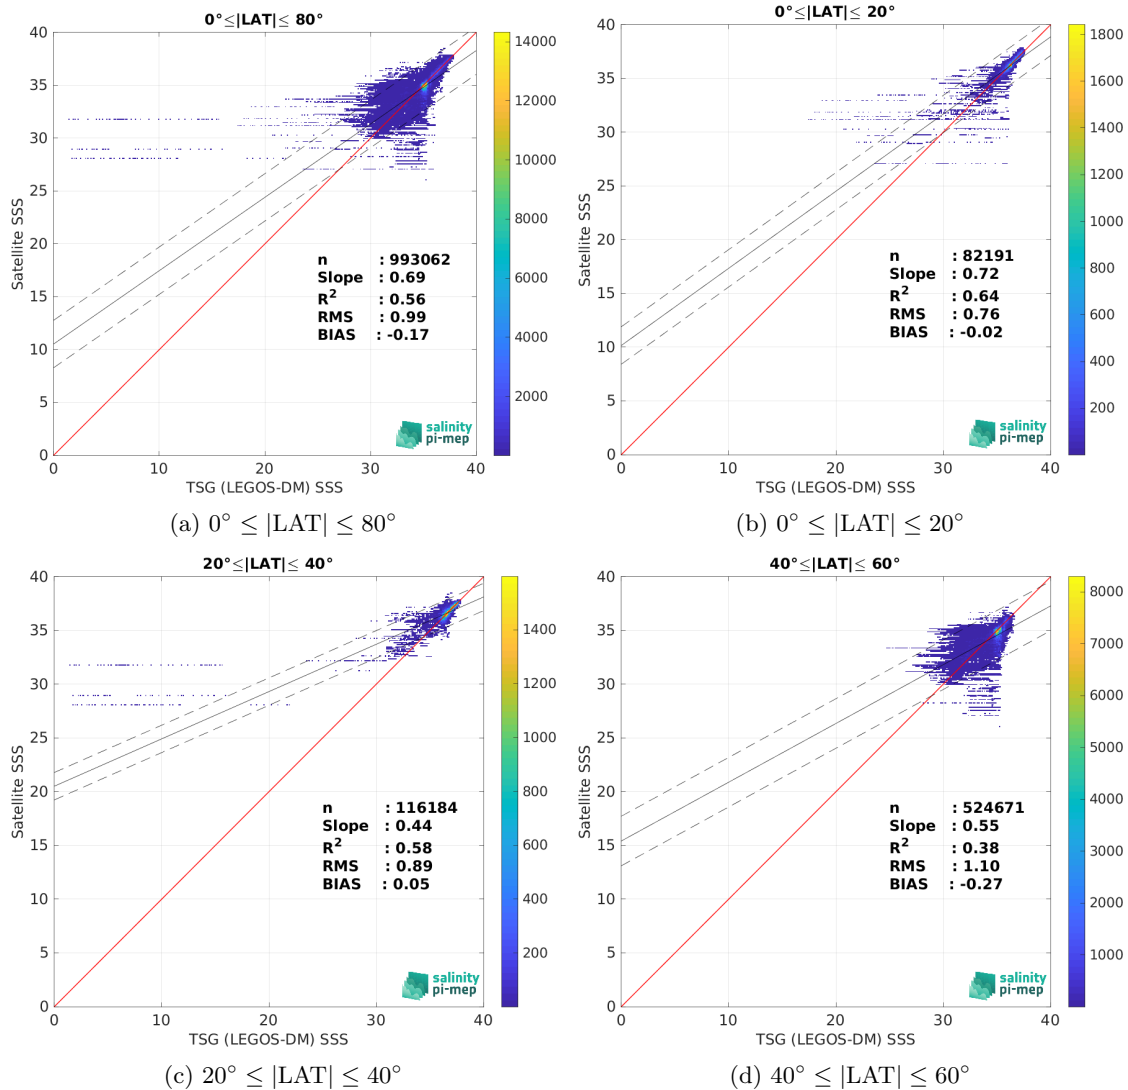 0°≤|LAT|≤ 80°
40
35
30
25
20
15
10
5
0
Satellite SSS
n : 993062
Slope : 0.69
R² : 0.56
RMS : 0.99
BIAS : -0.17
salinity
pi-mep
0 10 20 30 40
TSG (LEGOS-DM) SSS
14000
12000
10000
8000
6000
4000
2000
(a) 0° ≤ |LAT| ≤ 80°
0°≤|LAT|≤ 20°
40
35
30
25
20
15
10
5
0
Satellite SSS
n : 82191
Slope : 0.72
R² : 0.64
RMS : 0.76
BIAS : -0.02
salinity
pi-mep
0 10 20 30 40
TSG (LEGOS-DM) SSS
1800
1600
1400
1200
1000
800
600
400
200
(b) 0° ≤ |LAT| ≤ 20°
20°≤|LAT|≤ 40°
40
35
30
25
20
15
10
5
0
Satellite SSS
n : 116184
Slope : 0.44
R² : 0.58
RMS : 0.89
BIAS : 0.05
salinity
pi-mep
0 10 20 30 40
TSG (LEGOS-DM) SSS
1400
1200
1000
800
600
400
200
(c) 20° ≤ |LAT| ≤ 40°
40°≤|LAT|≤ 60°
40
35
30
25
20
15
10
5
0
Satellite SSS
n : 524671
Slope : 0.55
R² : 0.38
RMS : 1.10
BIAS : -0.27
salinity
pi-mep
0 10 20 30 40
TSG (LEGOS-DM) SSS
8000
7000
6000
5000
4000
3000
2000
1000
(d) 40° ≤ |LAT| ≤ 60°